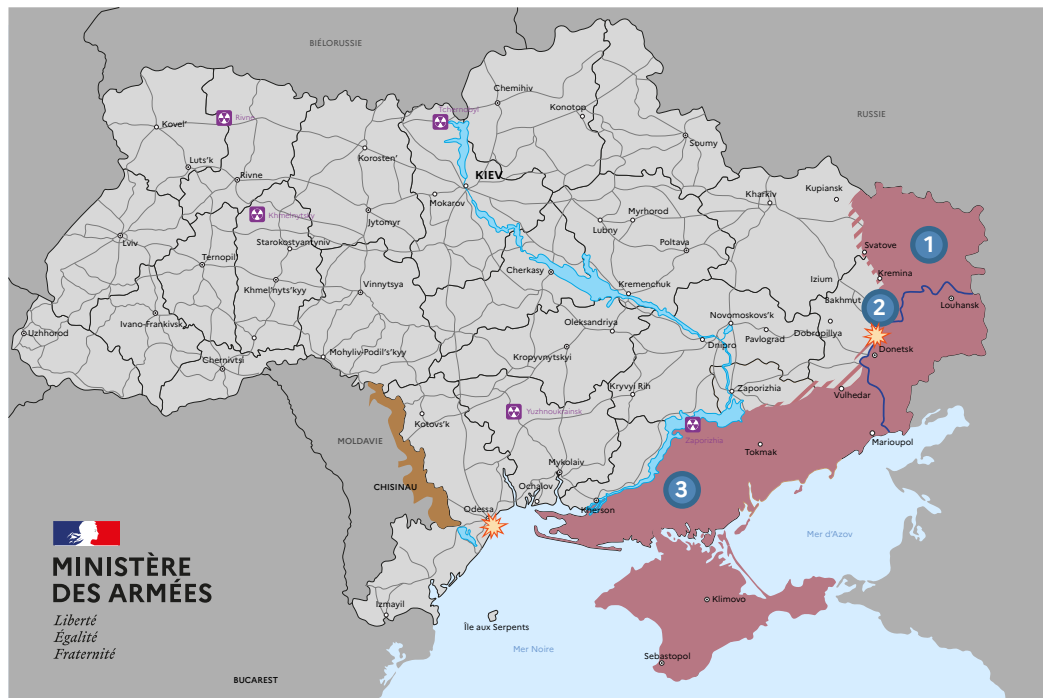 BIÉLORUSSIE
RUSSIE
Chernihiv
Konotop
Tchernobyl
Rivne
Kovel'
Soumy
Korosten'
Luts'k
KIEV
Rivne
Kupiansk
Kharkiv
Mokarov
Khmelnytsky
Jytomyr
Myrhorod
Lubny
Lviv
Starokostyantyniv
Poltava
1
Svatove
Ternopil
Cherkasy
Kremina
Izium
Khmel'nyts'kyy
Vinnytsya
Kremenchuk
Bakhmut
2
Louhansk
Novomoskovs'k
Ivano-Frankivsk
Oleksandriya
Uzhhorod
Pavlograd
Dobropillya
Dnipro
Donetsk
Mohyliv-Podil's'kyy
Kropyvnytskyi
Chernivtsi
Kryvyi Rih
Zaporizhia
Vulhedar
Yuzhnoukrainsk
Kotovs'k
Zaporizhia
MOLDAVIE
Marioupol
Tokmak
Mykolaiv
CHISINAU
Ochalov
3
Odessa
Kherson
Mer d'Azov
MINISTÈRE
DES ARMÉES
Liberté
Égalité
Fraternité
Izmayil
Klimovo
Île aux Serpents
Mer Noire
Sebastopol
BUCAREST